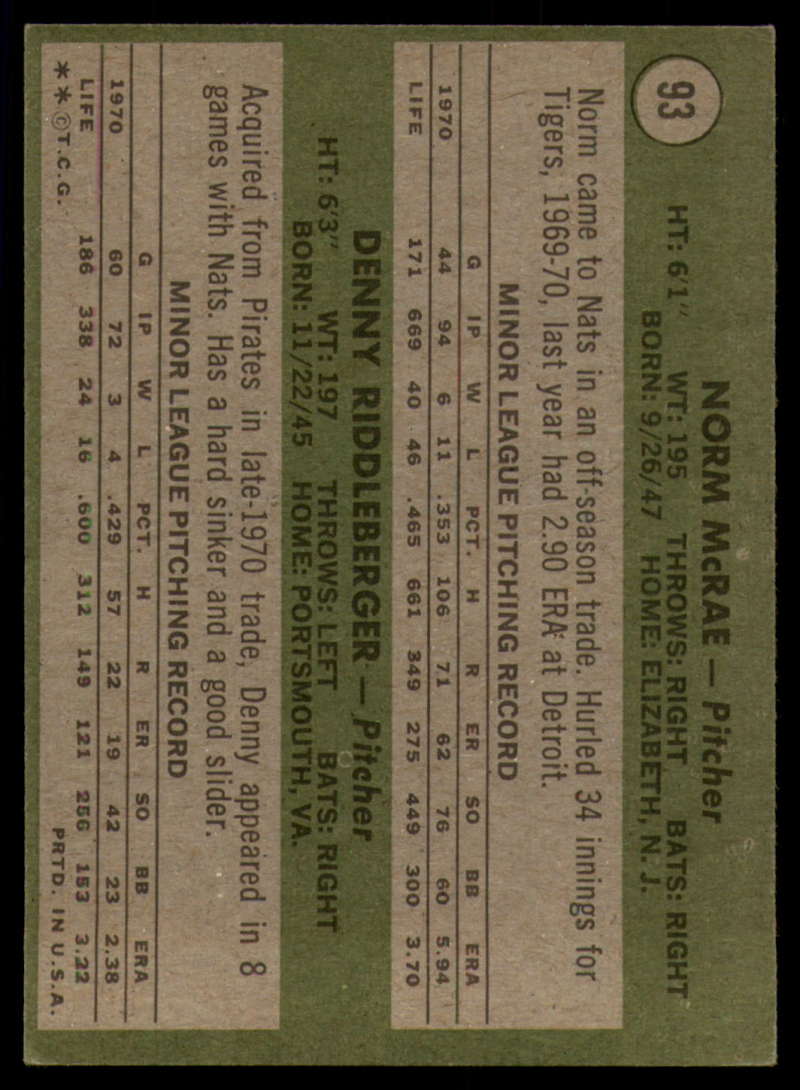 93
NORM McRAE — Pitcher
HT: 6'1" WT: 195 THROWS: RIGHT BATS: RIGHT
BORN: 9/26/47 HOME: ELIZABETH, N. J.
Norm came to Nats in an off-season trade. Hurled 34 innings for
Tigers, 1969-70, last year had 2.90 ERA at Detroit.
MINOR LEAGUE PITCHING RECORD
G IP W L PCT. H R ER SO BB ERA
1970 44 94 6 11 .353 106 71 62 76 60 5.94
LIFE 171 669 40 46 .465 661 349 275 449 300 3.70
DENNY RIDDLEBERGER — Pitcher
HT: 6'3" WT: 197 THROWS: LEFT BATS: RIGHT
BORN: 11/22/45 HOME: PORTSMOUTH, VA.
Acquired from Pirates in late-1970 trade, Denny appeared in 8
games with Nats. Has a hard sinker and a good slider.
MINOR LEAGUE PITCHING RECORD
G IP W L PCT. H R ER SO BB ERA
1970 60 72 3 4 .429 57 22 19 42 23 2.38
LIFE 186 338 24 16 .600 312 149 121 256 153 3.22
**©T.C.G. PRTD. IN U.S.A.